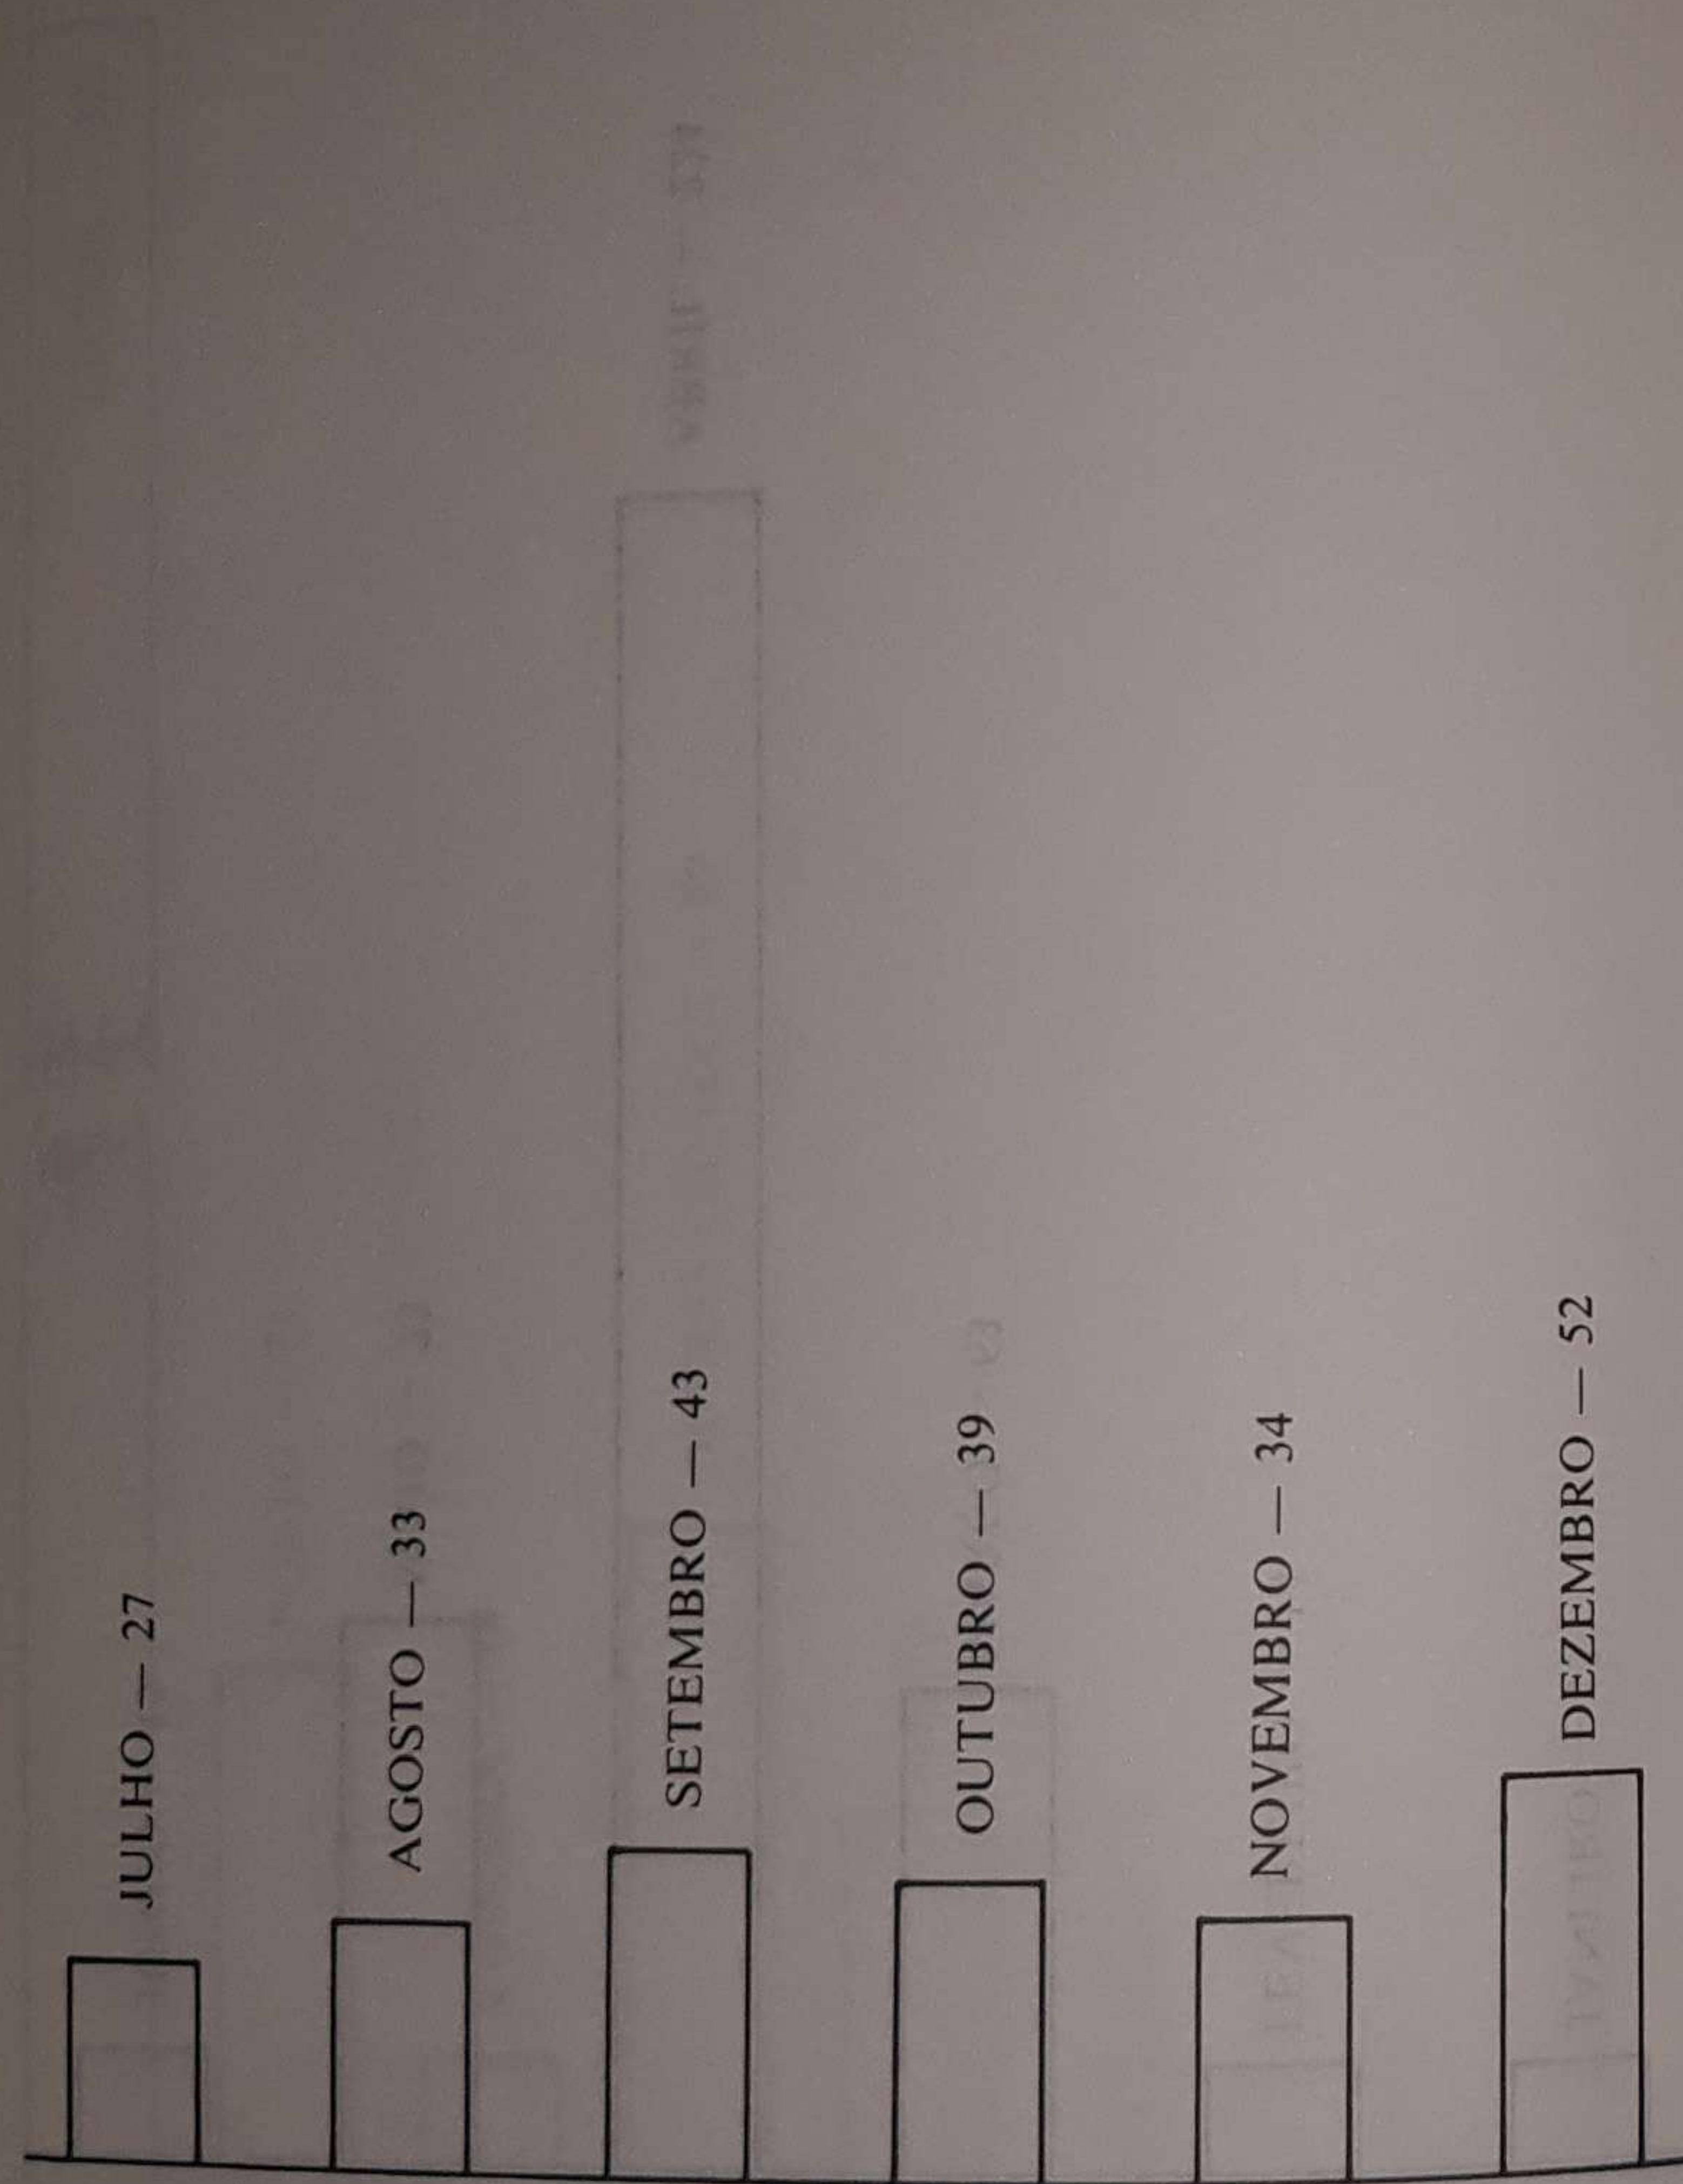 JULHO — 27
AGOSTO — 33
SETEMBRO — 43
OUTUBRO — 39
NOVEMBRO — 34
DEZEMBRO — 52